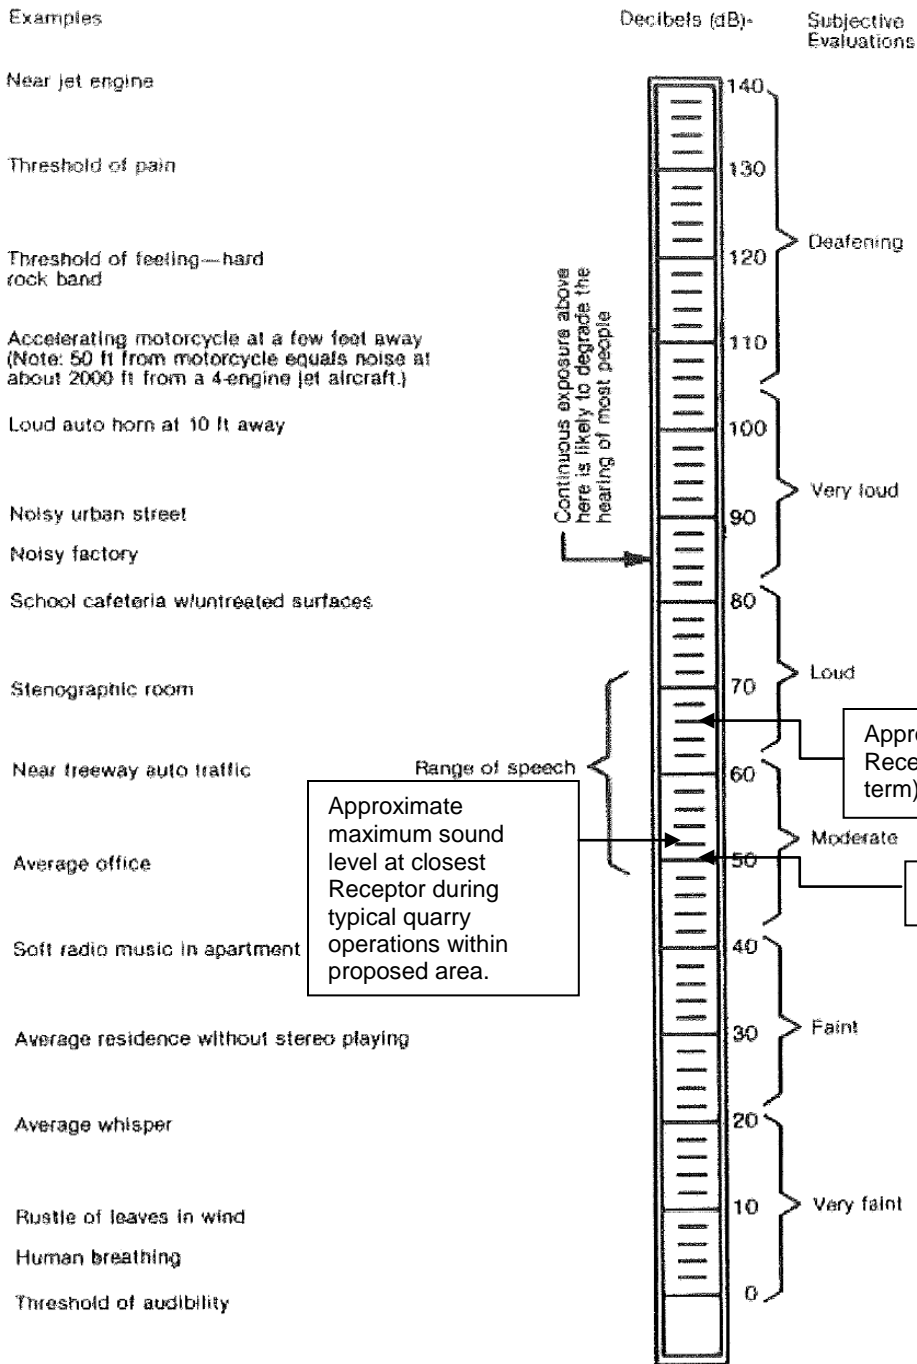 Examples
Decibels (dB)-
Subjective
Evaluations
Near jet engine
140
Threshold of pain
130
Deafening
Threshold of feeling—hard
rock band
120
Continuous exposure above
here is likely to degrade the
hearing of most people
Accelerating motorcycle at a few feet away
(Note: 50 ft from motorcycle equals noise at
about 2000 ft from a 4-engine jet aircraft.)
110
Loud auto horn at 10 ft away
100
Very loud
Noisy urban street
90
Noisy factory
School cafeteria w/untreated surfaces
80
Loud
Stenographic room
70
Near freeway auto traffic
Range of speech
60
Rece
term)
Approximate
maximum sound
level at closest
Receptor during
typical quarry
operations within
proposed area.
Moderate
Average office
50
Soft radio music in apartment
40
Average residence without stereo playing
30
Faint
Average whisper
20
Rustle of leaves in wind
10
Very faint
Human breathing
Threshold of audibility
0